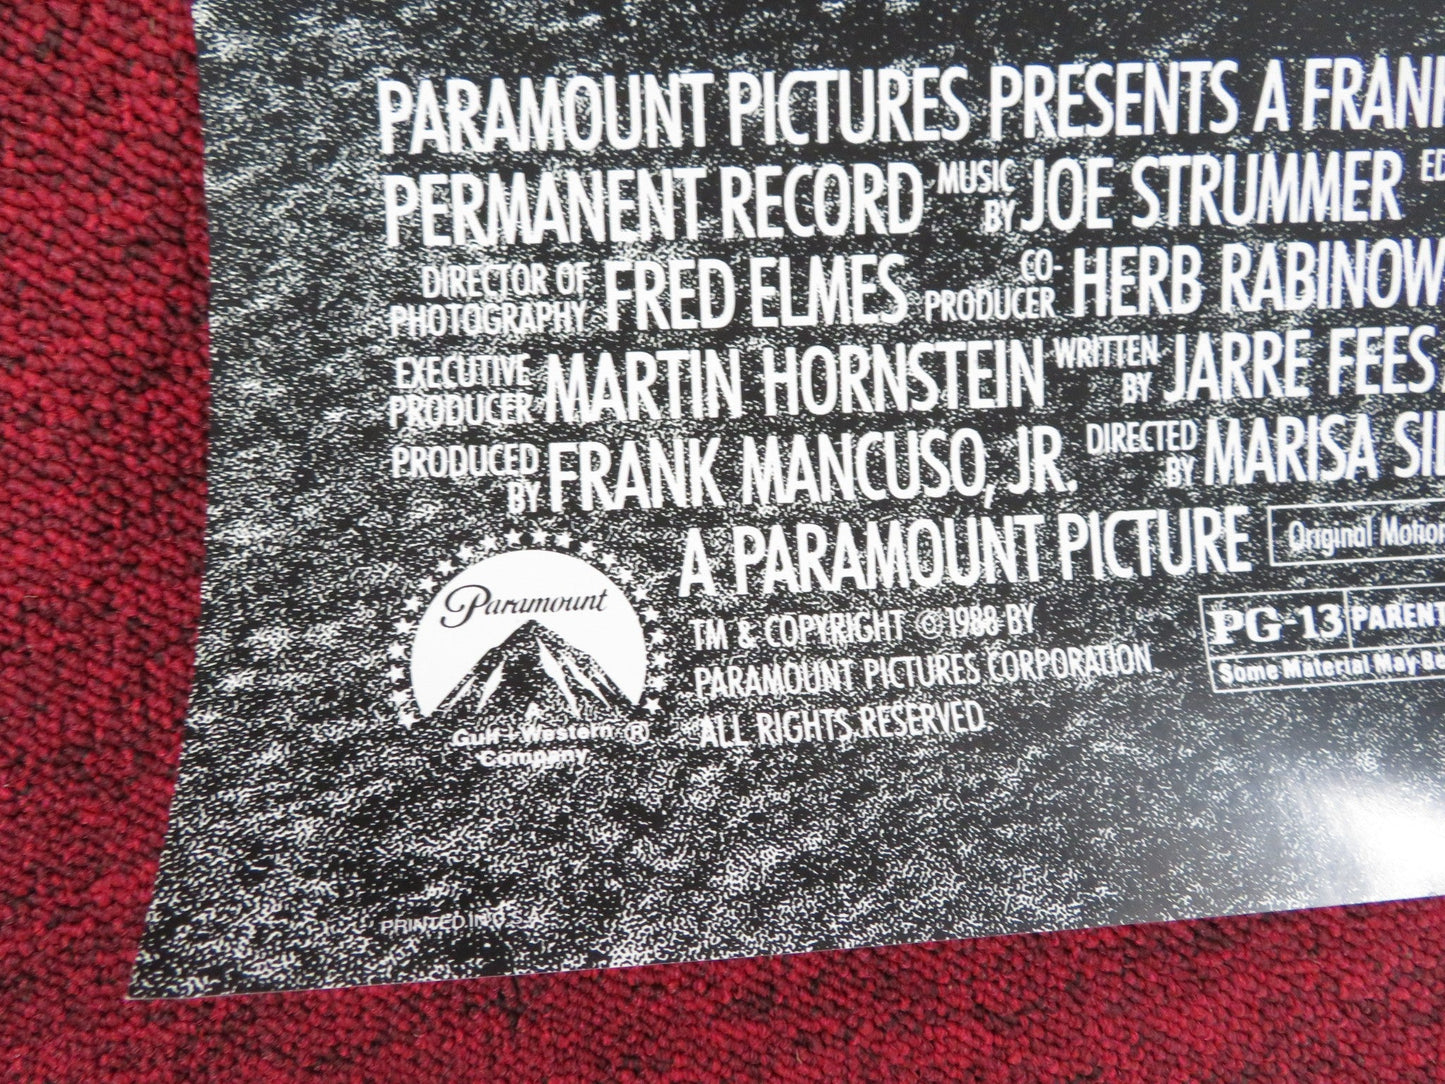 PARAMOUNT PICTURES PRESENTS A FRANK
PERMANENT RECORD MUSIC BY JOE STRUMMER ED
DIRECTOR OF PHOTOGRAPHY FRED ELMES CO-PRODUCER HERB RABINOW
EXECUTIVE PRODUCER MARTIN HORNSTEIN WRITTEN BY JARRE FEES
PRODUCED BY FRANK MANCUSO, JR. DIRECTED BY MARISA SIL
A PARAMOUNT PICTURE Original Motion
Paramount
A
Gulf+Western
Company
®
TM & COPYRIGHT © 1988 BY
PARAMOUNT PICTURES CORPORATION
ALL RIGHTS RESERVED
PG-13 PARENT
Some Material May Be
PRINTED IN U.S.A.